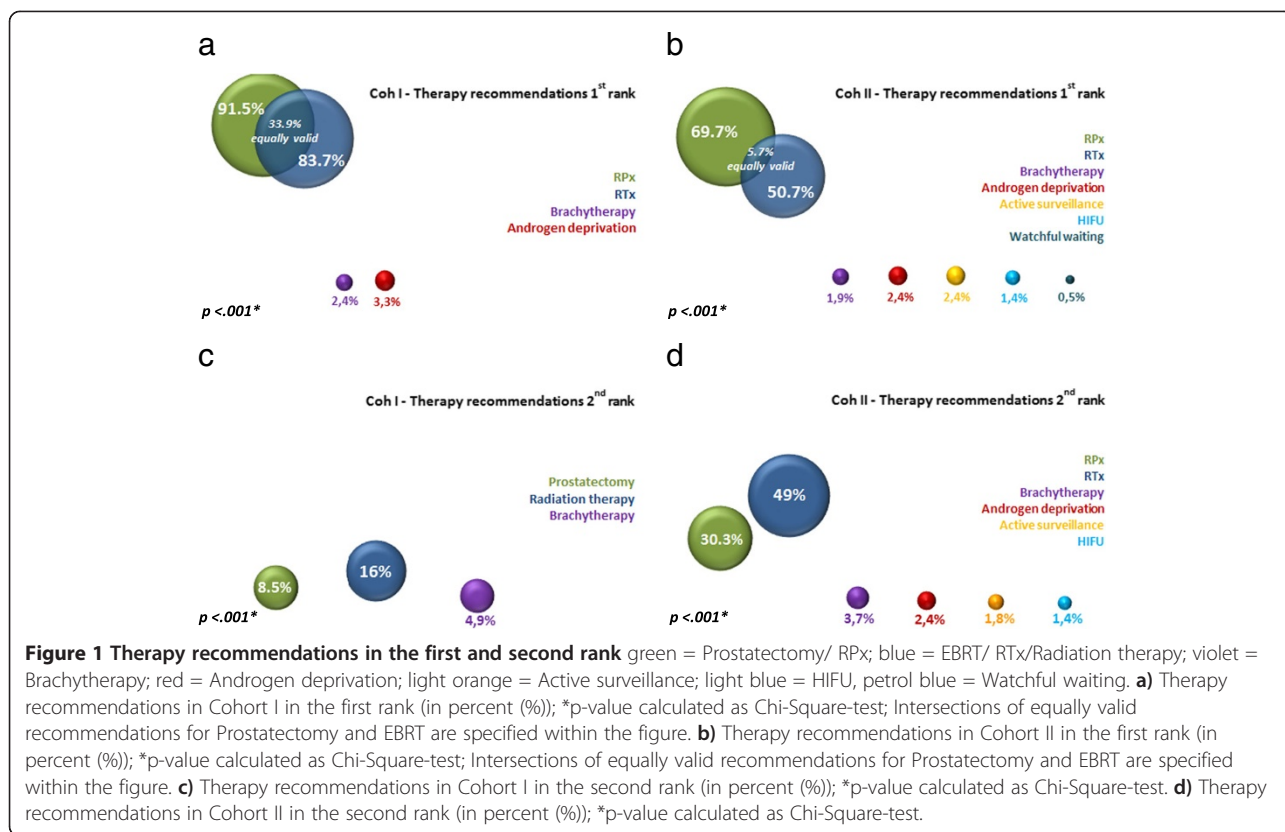 a
91.5%
33.9%
equally valid
83.7%
Coh I - Therapy recommendations 1st rank
RPx
RTx
Brachytherapy
Androgen deprivation
2,4%
3,3%
p <.001*
b
69.7%
5.7%
equally valid
50.7%
Coh II - Therapy recommendations 1st rank
RPx
RTx
Brachytherapy
Androgen deprivation
Active surveillance
HIFU
Watchful waiting
1,9%
2,4%
2,4%
1,4%
0,5%
p <.001*
c
Coh I - Therapy recommendations 2nd rank
Prostatectomy
Radiation therapy
Brachytherapy
8.5%
16%
4,9%
p <.001*
d
Coh II - Therapy recommendations 2nd rank
RPx
RTx
Brachytherapy
Androgen deprivation
Active surveillance
HIFU
49%
30.3%
3,7%
2,4%
1,8%
1,4%
p <.001*
Figure 1 Therapy recommendations in the first and second rank green = Prostatectomy/ RPx; blue = EBRT/ RTx/Radiation therapy; violet =
Brachytherapy; red = Androgen deprivation; light orange = Active surveillance; light blue = HIFU, petrol blue = Watchful waiting. a) Therapy
recommendations in Cohort I in the first rank (in percent (%)); *p-value calculated as Chi-Square-test; Intersections of equally valid
recommendations for Prostatectomy and EBRT are specified within the figure. b) Therapy recommendations in Cohort II in the first rank (in
percent (%)); *p-value calculated as Chi-Square-test; Intersections of equally valid recommendations for Prostatectomy and EBRT are specified
within the figure. c) Therapy recommendations in Cohort I in the second rank (in percent (%)); *p-value calculated as Chi-Square-test. d) Therapy
recommendations in Cohort II in the second rank (in percent (%)); *p-value calculated as Chi-Square-test.